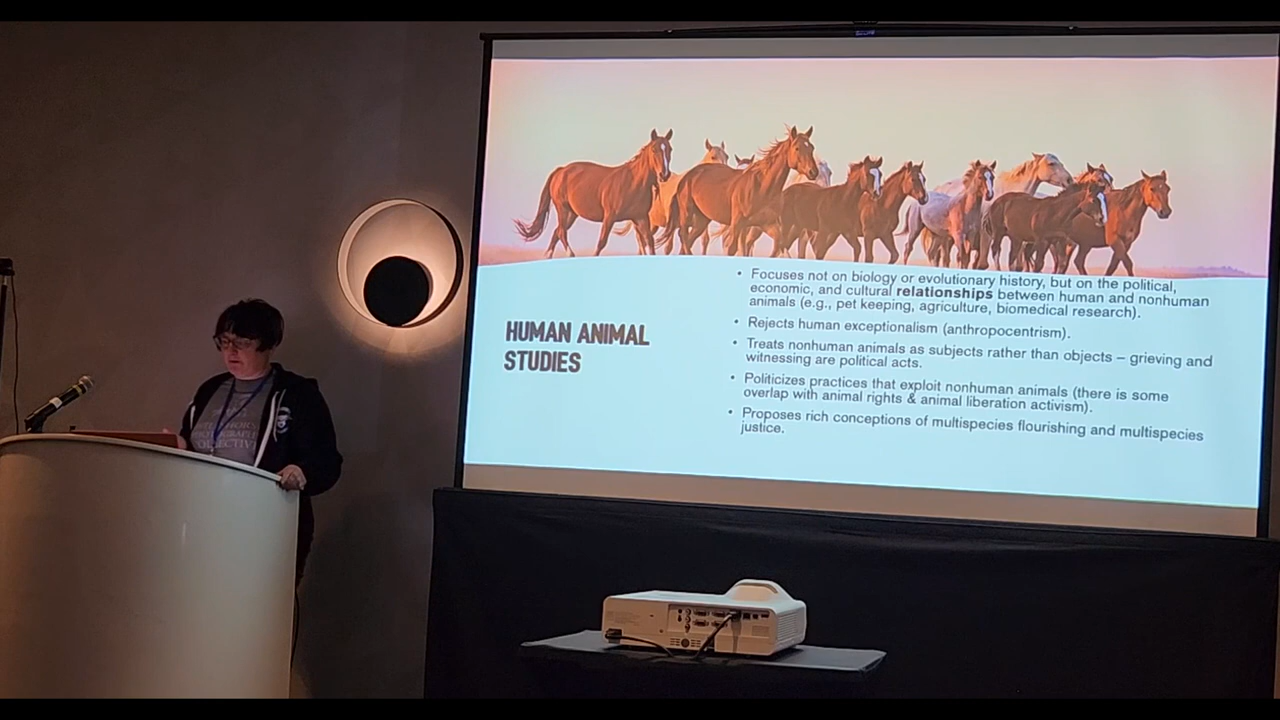 HUMAN ANIMAL
STUDIES
• Focuses not on biology or evolutionary history, but on the political,
economic, and cultural relationships between human and nonhuman
animals (e.g., pet keeping, agriculture, biomedical research).
• Rejects human exceptionalism (anthropocentrism).
• Treats nonhuman animals as subjects rather than objects – grieving and
witnessing are political acts.
• Politicizes practices that exploit nonhuman animals (there is some
overlap with animal rights & animal liberation activism).
• Proposes rich conceptions of multispecies flourishing and multispecies
justice.